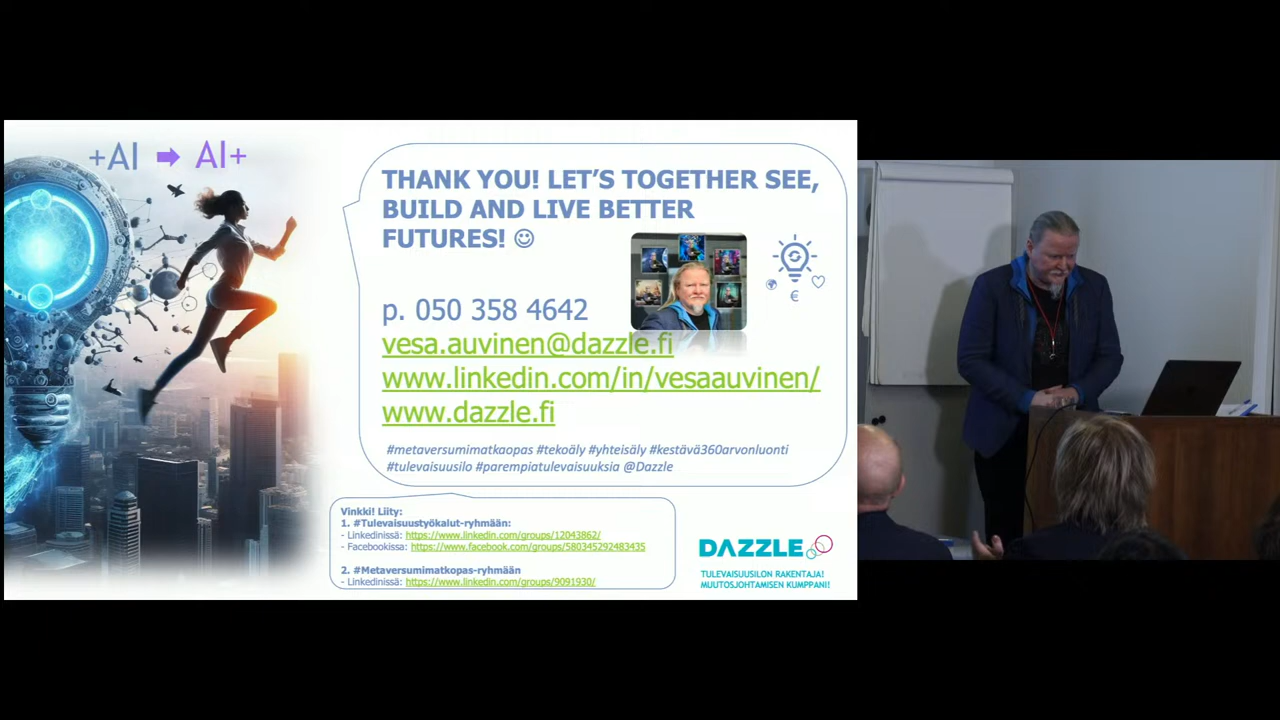 +AI ➡ AI+
THANK YOU! LET'S TOGETHER SEE,
BUILD AND LIVE BETTER
FUTURES! ☺
p. 050 358 4642
vesa.auvinen@dazzle.fi
www.linkedin.com/in/vesaauvinen/
www.dazzle.fi
#metaversumimatkaopas #tekoäly #yhteisäly #kestävä360arvonluonti
#tulevaisuusilo #parempiatulevaisuuksia @Dazzle
Vinkki! Liity:
1. #Tulevaisuustyökalut-ryhmään:
- Linkedinissä: https://www.linkedin.com/groups/12043862/
- Facebookissa: https://www.facebook.com/groups/580345292483435
2. #Metaversumimatkopas-ryhmään
- Linkedinissä: https://www.linkedin.com/groups/9091930/
DAZZLE
TULEVAISUUSILON RAKENTAJA!
MUUTOSJOHTAMISEN KUMPPANI!